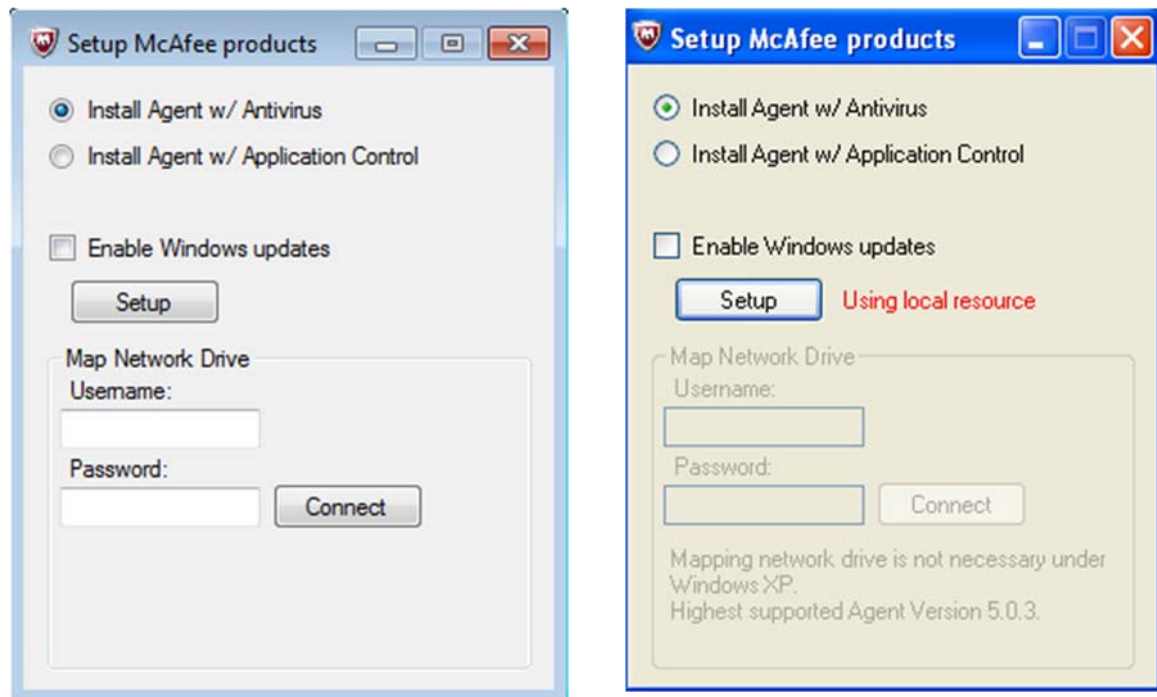 Setup McAfee products
Install Agent w/ Antivirus
Install Agent w/ Application Control
Enable Windows updates
Setup
Map Network Drive
Username:
Password:
Connect
Setup McAfee products
Install Agent w/ Antivirus
Install Agent w/ Application Control
Enable Windows updates
Setup
Using local resource
Map Network Drive
Username:
Password:
Connect
Mapping network drive is not necessary under
Windows XP.
Highest supported Agent Version 5.0.3.